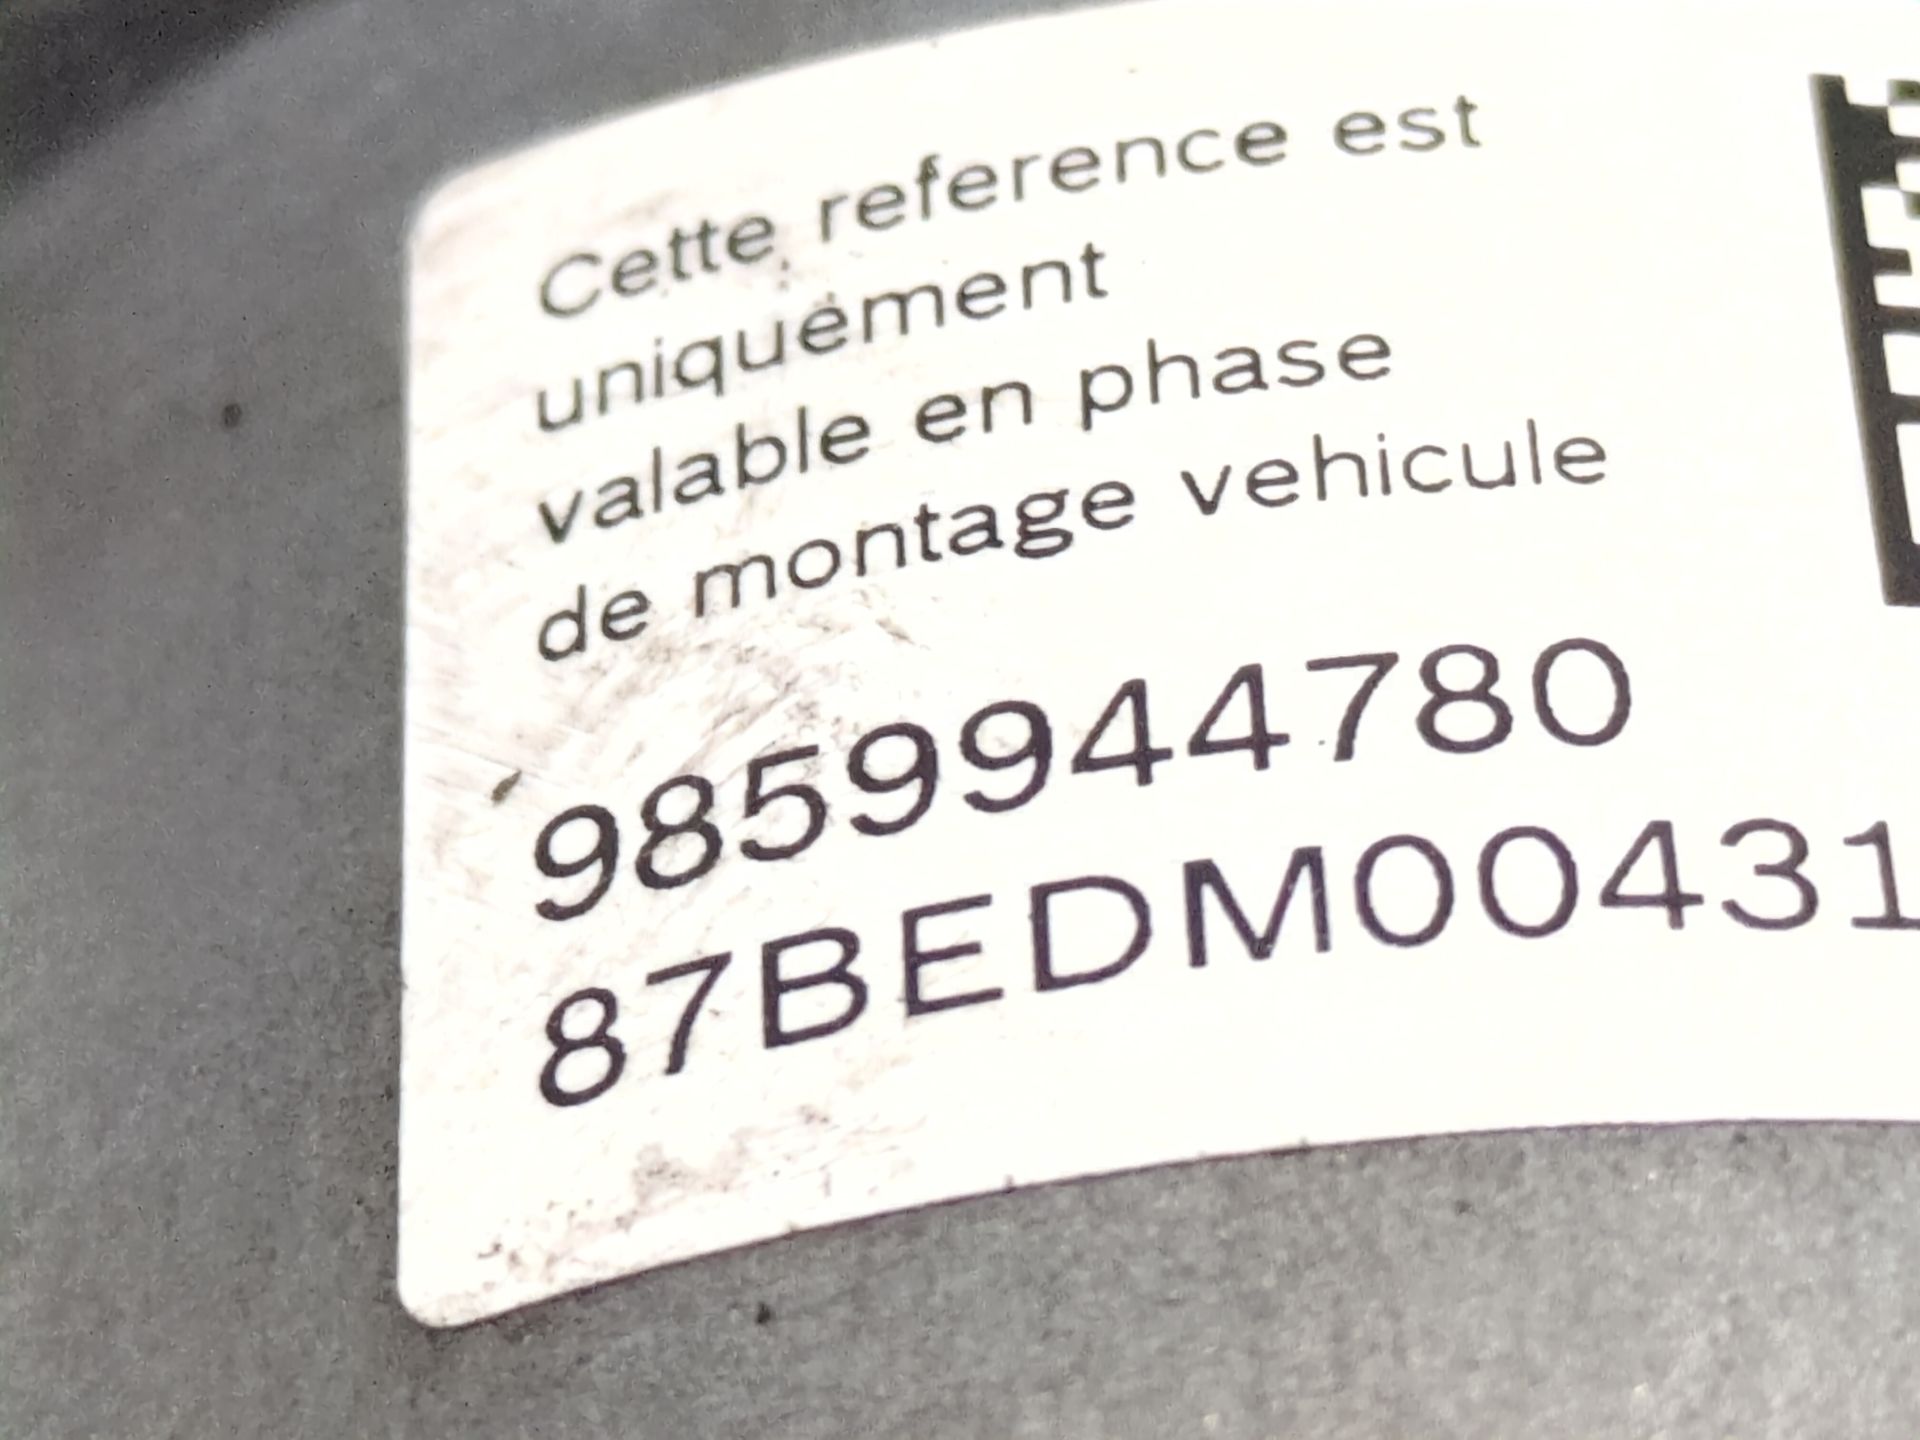 Cette reference est
uniquement
valable en phase
de montage vehicule
9859944780
87BEDM00431